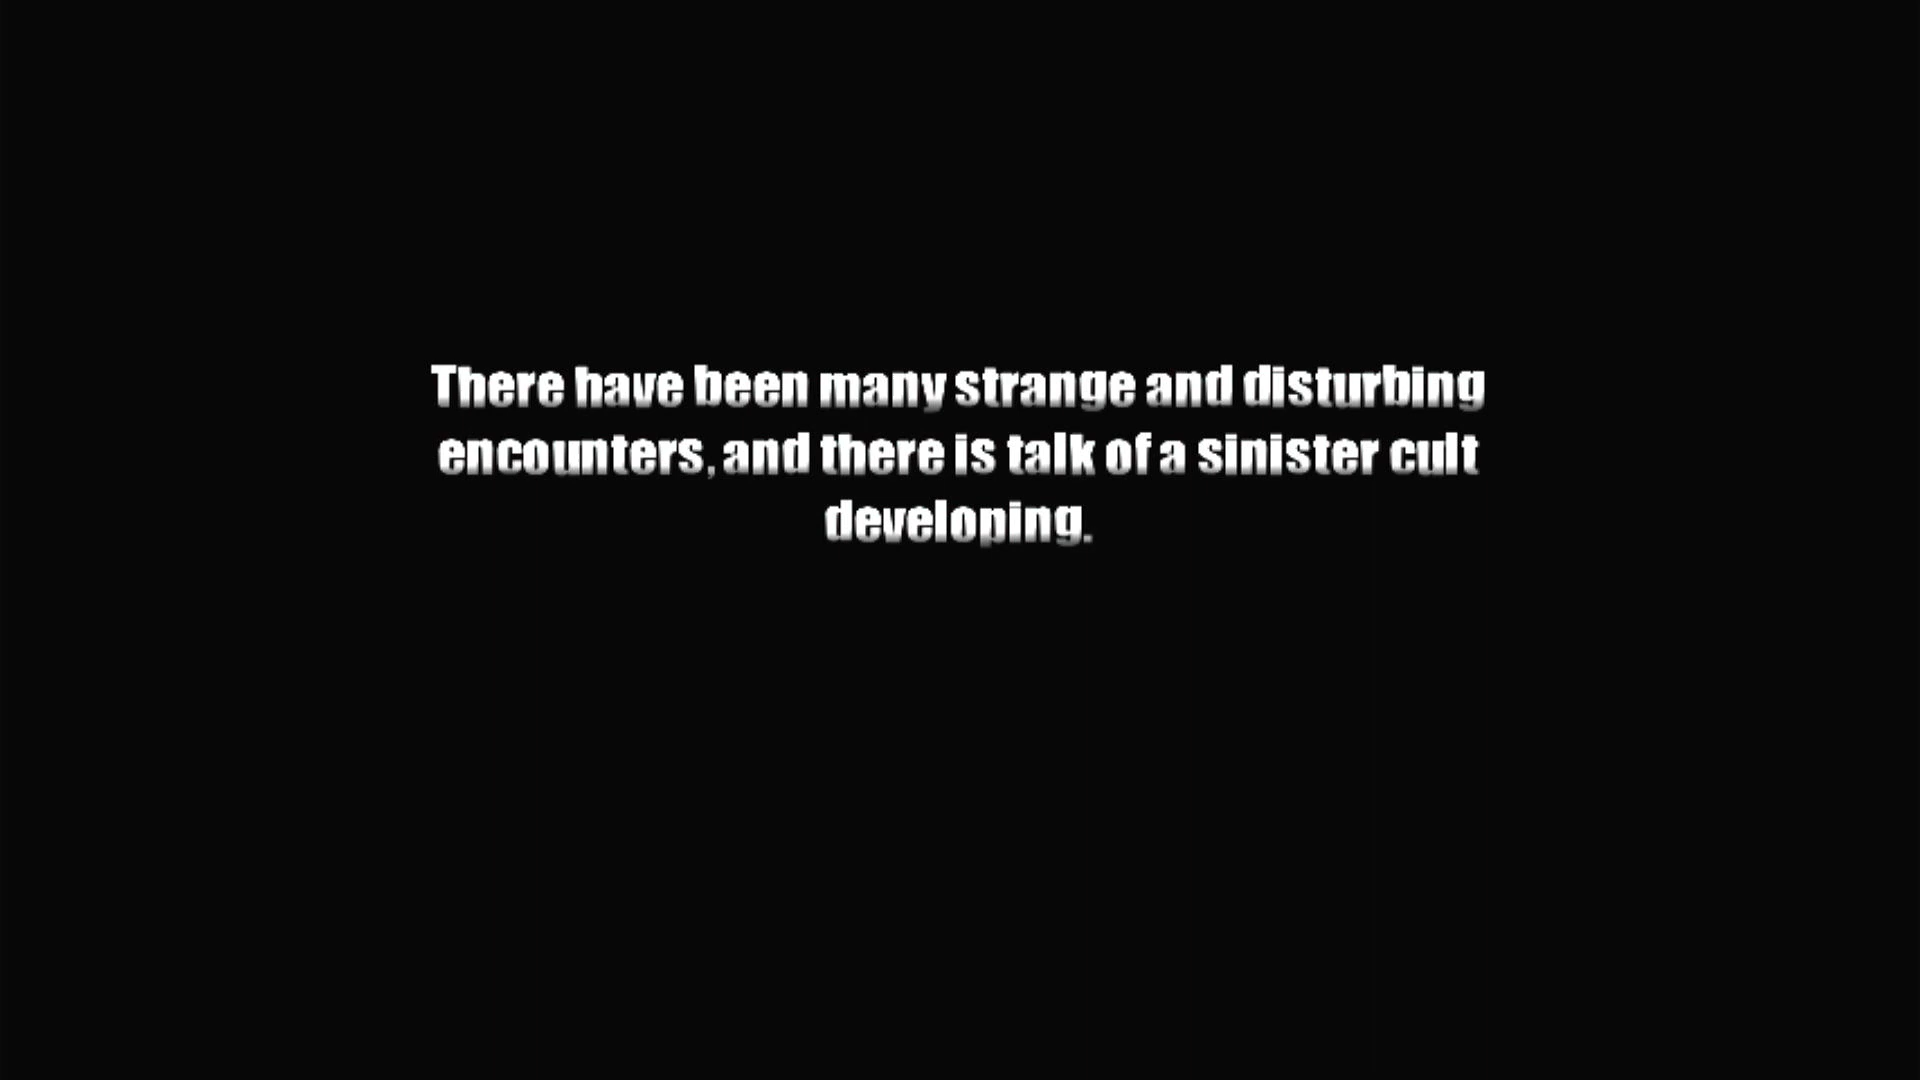 There have been many strange and disturbing
encounters, and there is talk of a sinister cult
developing.